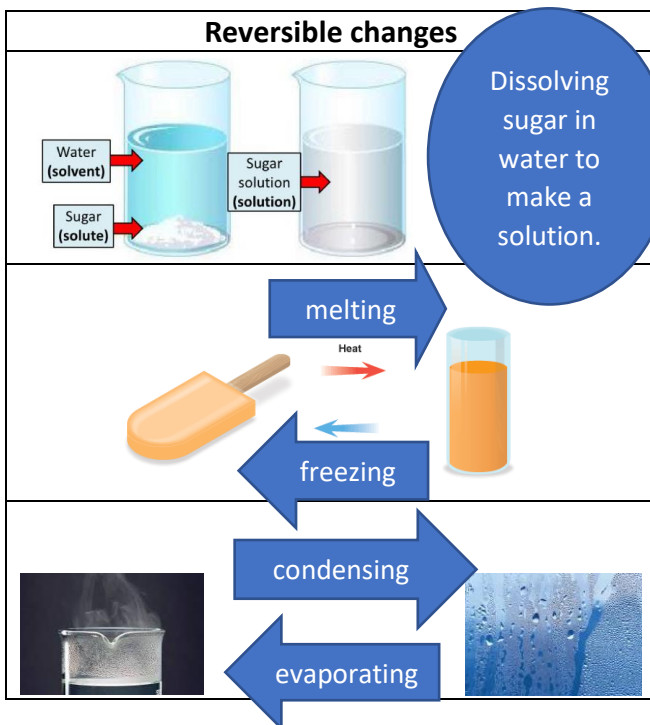 Reversible changes
Water
(solvent)
Sugar
(solute)
Sugar
solution
(solution)
Dissolving
sugar in
water to
make a
solution.
melting
Heat
freezing
condensing
evaporating